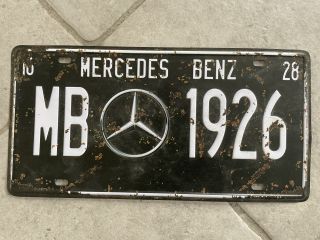 10 MERCEDES BENZ 28
MB 1926